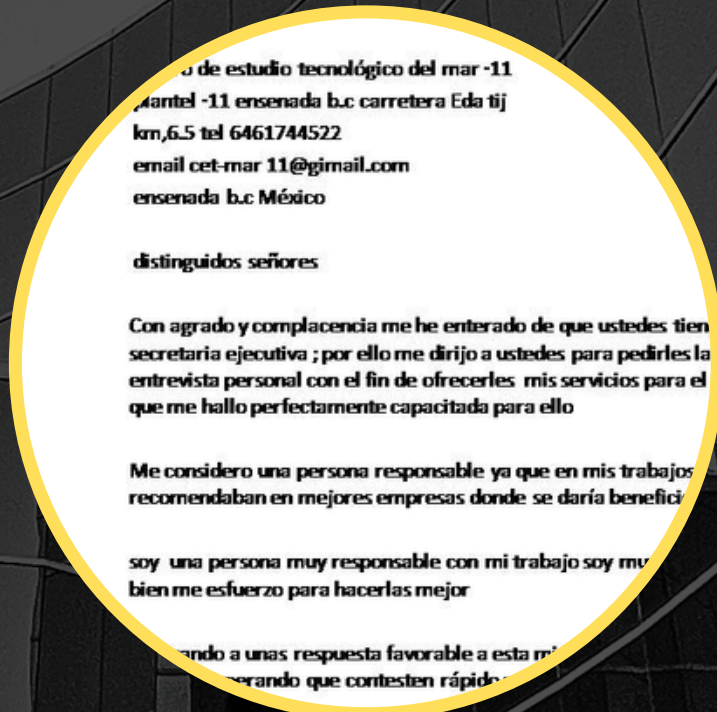 de estudio tecnológico del mar -11
plantel -11 ensenada b.c carretera Eda tij
km,6.5 tel 6461744522
email cet-mar 11@gimail.com
ensenada b.c México
distinguidos señores
Con agrado y complacencia me he enterado de que ustedes tien
secretaria ejecutiva ; por ello me dirijo a ustedes para pedirles la
entrevista personal con el fin de ofrecerles mis servicios para el
que me hallo perfectamente capacitada para ello
Me considero una persona responsable ya que en mis trabajos
recomendaban en mejores empresas donde se daría benefici
soy una persona muy responsable con mi trabajo soy mu
bien me esfuerzo para hacerlas mejor
ando a unas respuesta favorable a esta mi
erando que contesten rápido